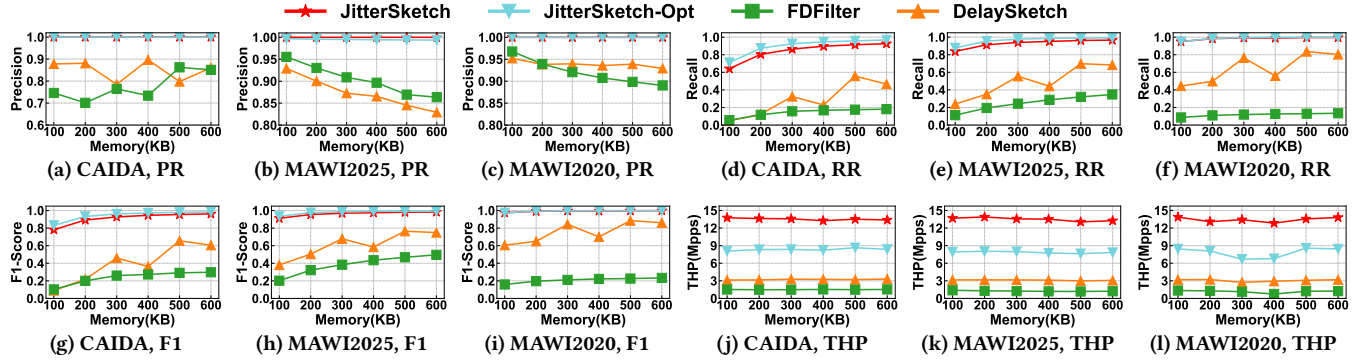 JitterSketch JitterSketch-Opt FDFilter DelaySketch
Precision
1.0
0.9
0.8
0.7
0.6
100 200 300 400 500 600
Memory(KB)
(a) CAIDA, PR
Precision
1.00
0.95
0.90
0.85
0.80
100 200 300 400 500 600
Memory(KB)
(b) MAWI2025, PR
Precision
1.00
0.95
0.90
0.85
0.80
100 200 300 400 500 600
Memory(KB)
(c) MAWI2020, PR
Recall
1.0
0.8
0.6
0.4
0.2
0.0
100 200 300 400 500 600
Memory(KB)
(d) CAIDA, RR
Recall
1.0
0.8
0.6
0.4
0.2
0.0
100 200 300 400 500 600
Memory(KB)
(e) MAWI2025, RR
Recall
1.0
0.8
0.6
0.4
0.2
0.0
100 200 300 400 500 600
Memory(KB)
(f) MAWI2020, RR
F1-Score
1.0
0.8
0.6
0.4
0.2
0.0
100 200 300 400 500 600
Memory(KB)
(g) CAIDA, F1
F1-Score
1.0
0.8
0.6
0.4
0.2
0.0
100 200 300 400 500 600
Memory(KB)
(h) MAWI2025, F1
F1-Score
1.0
0.8
0.6
0.4
0.2
0.0
100 200 300 400 500 600
Memory(KB)
(i) MAWI2020, F1
THP(Mpps)
15
12
9
6
3
0
100 200 300 400 500 600
Memory(KB)
(j) CAIDA, THP
THP(Mpps)
15
12
9
6
3
0
100 200 300 400 500 600
Memory(KB)
(k) MAWI2025, THP
THP(Mpps)
15
12
9
6
3
0
100 200 300 400 500 600
Memory(KB)
(l) MAWI2020, THP